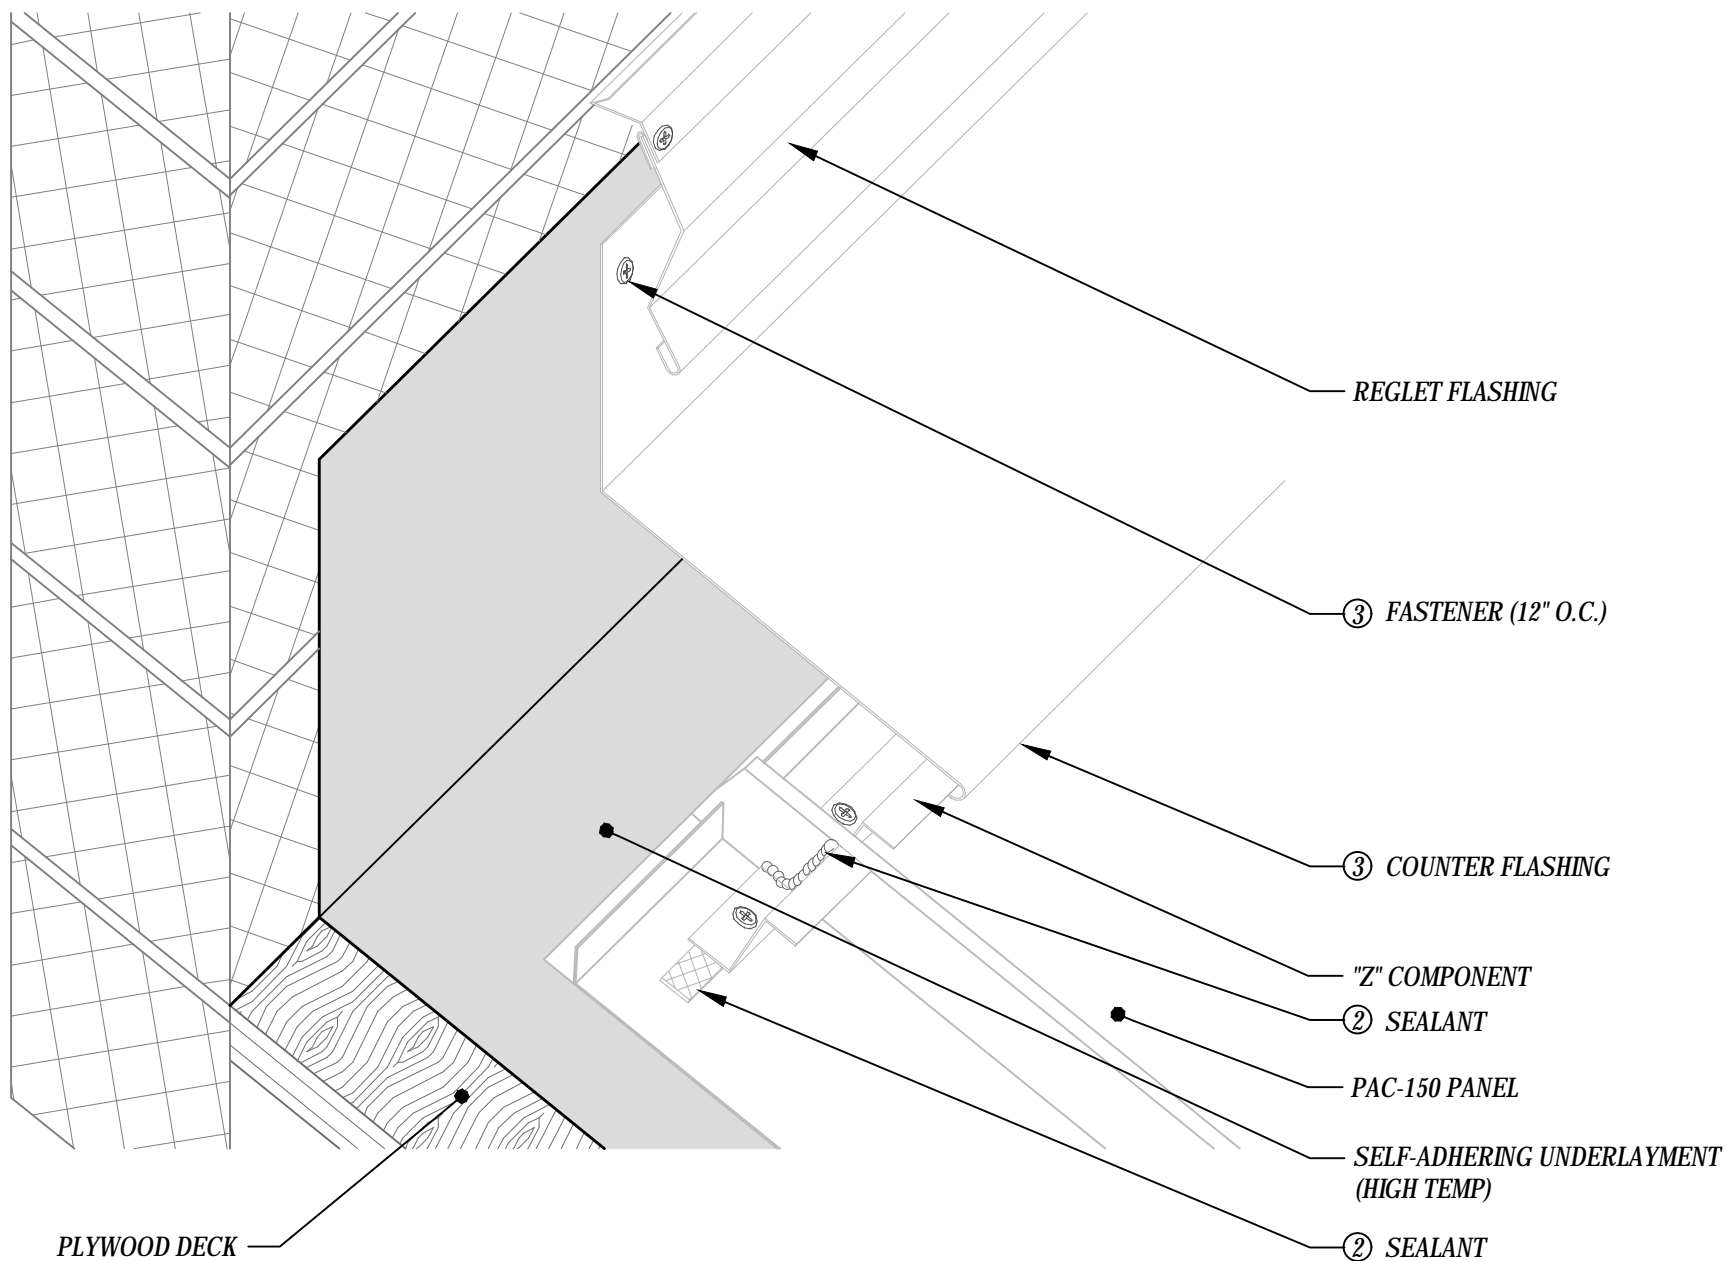 REGLET FLASHING
3 FASTENER (12" O.C.)
3 COUNTER FLASHING
"Z" COMPONENT
2 SEALANT
PAC-150 PANEL
SELF-ADHERING UNDERLAYMENT
(HIGH TEMP)
PLYWOOD DECK
2 SEALANT